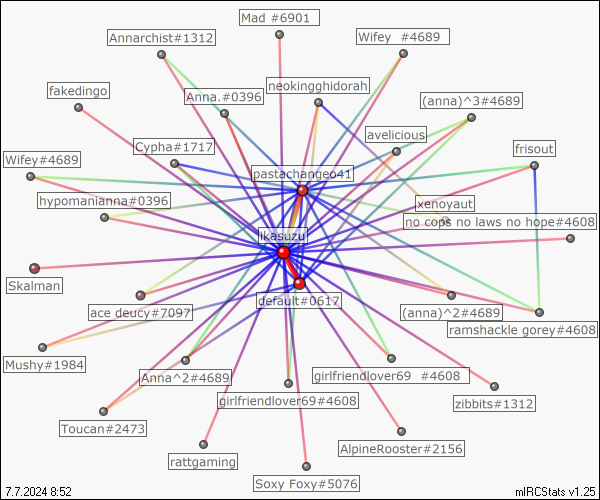 Mad #6901
Annarchist#1312
Wifey  #4689
fakedingo
Anna.#0396
neokingghidorah
(anna)^3#4689
avelicious
Cypha#1717
frisout
Wifey#4689
pastachangeo41
hypomanianna#0396
xenoyaut
no cops no laws no hope#4608
ikasuzu
Skalman
default#0617
ace deucy#7097
(anna)^2#4689
ramshackle gorey#4608
Mushy#1984
Anna^2#4689
girlfriendlover69  #4608
girlfriendlover69#4608
zibbits#1312
Toucan#2473
AlpineRooster#2156
rattgaming
Soxy Foxy#5076
7.7.2024 8:52
mIRCStats v1.25